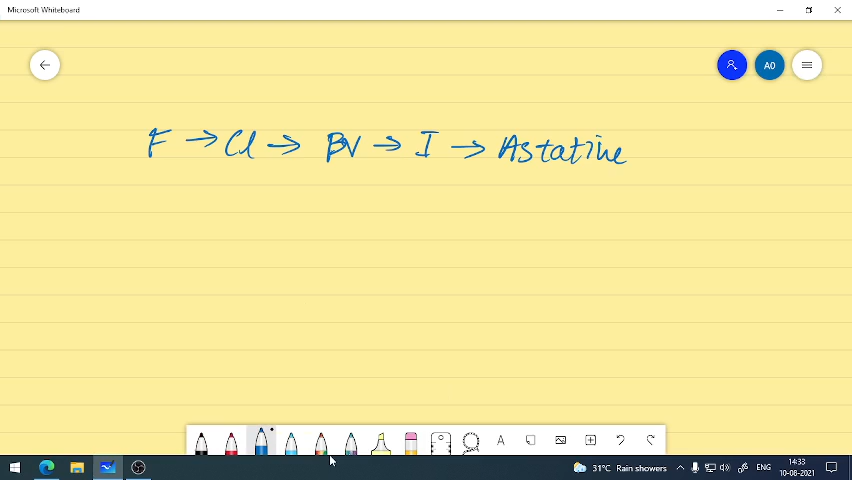 Microsoft Whiteboard
A0
F → Cl → Br → I → Astatine
A
31°C Rain showers
ENG
14:33
10-08-2021